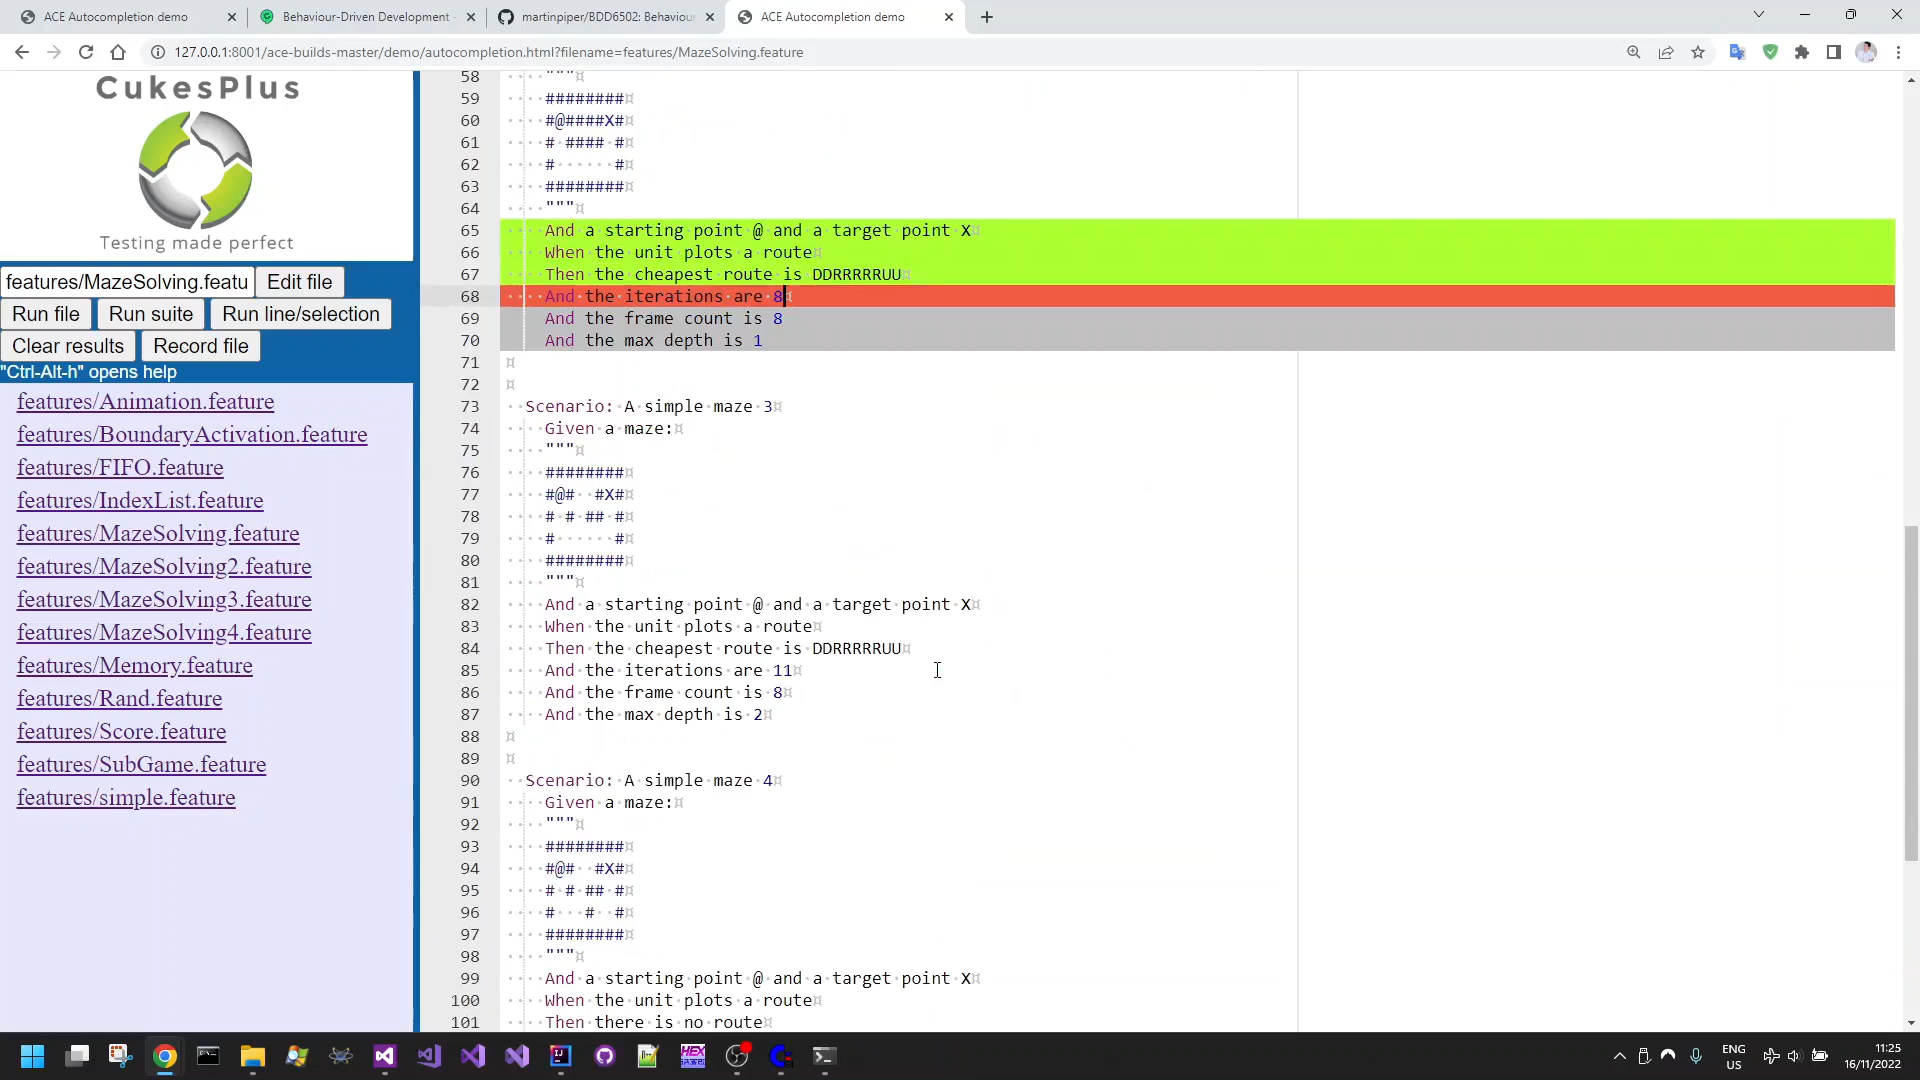 ACE Autocompletion demo
Behaviour-Driven Development -
martinpiper/BDD6502: Behaviour
ACE Autocompletion demo
127.0.0.1:8001/ace-builds-master/demo/autocompletion.html?filename=features/MazeSolving.feature
CukesPlus
Testing made perfect
features/MazeSolving.featu
Edit file
Run file
Run suite
Run line/selection
Clear results
Record file
"Ctrl-Alt-h" opens help
features/Animation.feature
features/BoundaryActivation.feature
features/FIFO.feature
features/IndexList.feature
features/MazeSolving.feature
features/MazeSolving2.feature
features/MazeSolving3.feature
features/MazeSolving4.feature
features/Memory.feature
features/Rand.feature
features/Score.feature
features/SubGame.feature
features/simple.feature
58 """¤
59 ########¤
60 #@####X#¤
61 #·####·#¤
62 #······#¤
63 ########¤
64 """¤
65 And·a·starting·point·@·and·a·target·point·X¤
66 When·the·unit·plots·a·route¤
67 Then·the·cheapest·route·is·DDRRRRRUU¤
68 And·the·iterations·are·8¤
69 And·the·frame·count·is·8
70 And·the·max·depth·is·1
71 ¤
72 ¤
73 Scenario:·A·simple·maze·3¤
74 Given·a·maze:¤
75 """¤
76 ########¤
77 #@#··#X#¤
78 #·#·##·#¤
79 #······#¤
80 ########¤
81 """¤
82 And·a·starting·point·@·and·a·target·point·X¤
83 When·the·unit·plots·a·route¤
84 Then·the·cheapest·route·is·DDRRRRRUU¤
85 And·the·iterations·are·11¤
86 And·the·frame·count·is·8¤
87 And·the·max·depth·is·2¤
88 ¤
89 ¤
90 Scenario:·A·simple·maze·4¤
91 Given·a·maze:¤
92 """¤
93 ########¤
94 #@#··#X#¤
95 #·#·##·#¤
96 #···#··#¤
97 ########¤
98 """¤
99 And·a·starting·point·@·and·a·target·point·X¤
100 When·the·unit·plots·a·route¤
101 Then·there·is·no·route¤
HEX
ENG
US
11:25
16/11/2022